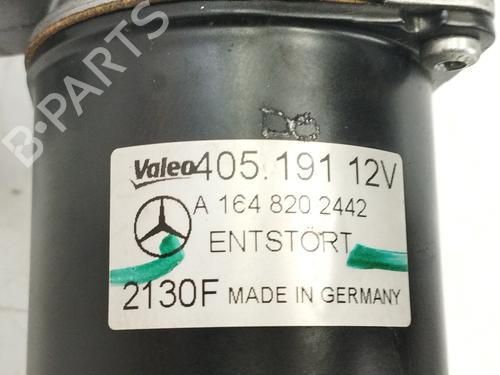 B-PARTS
Valeo 405.191 12V
A 164 820 2442
ENTSTÖRT
2130F MADE IN GERMANY